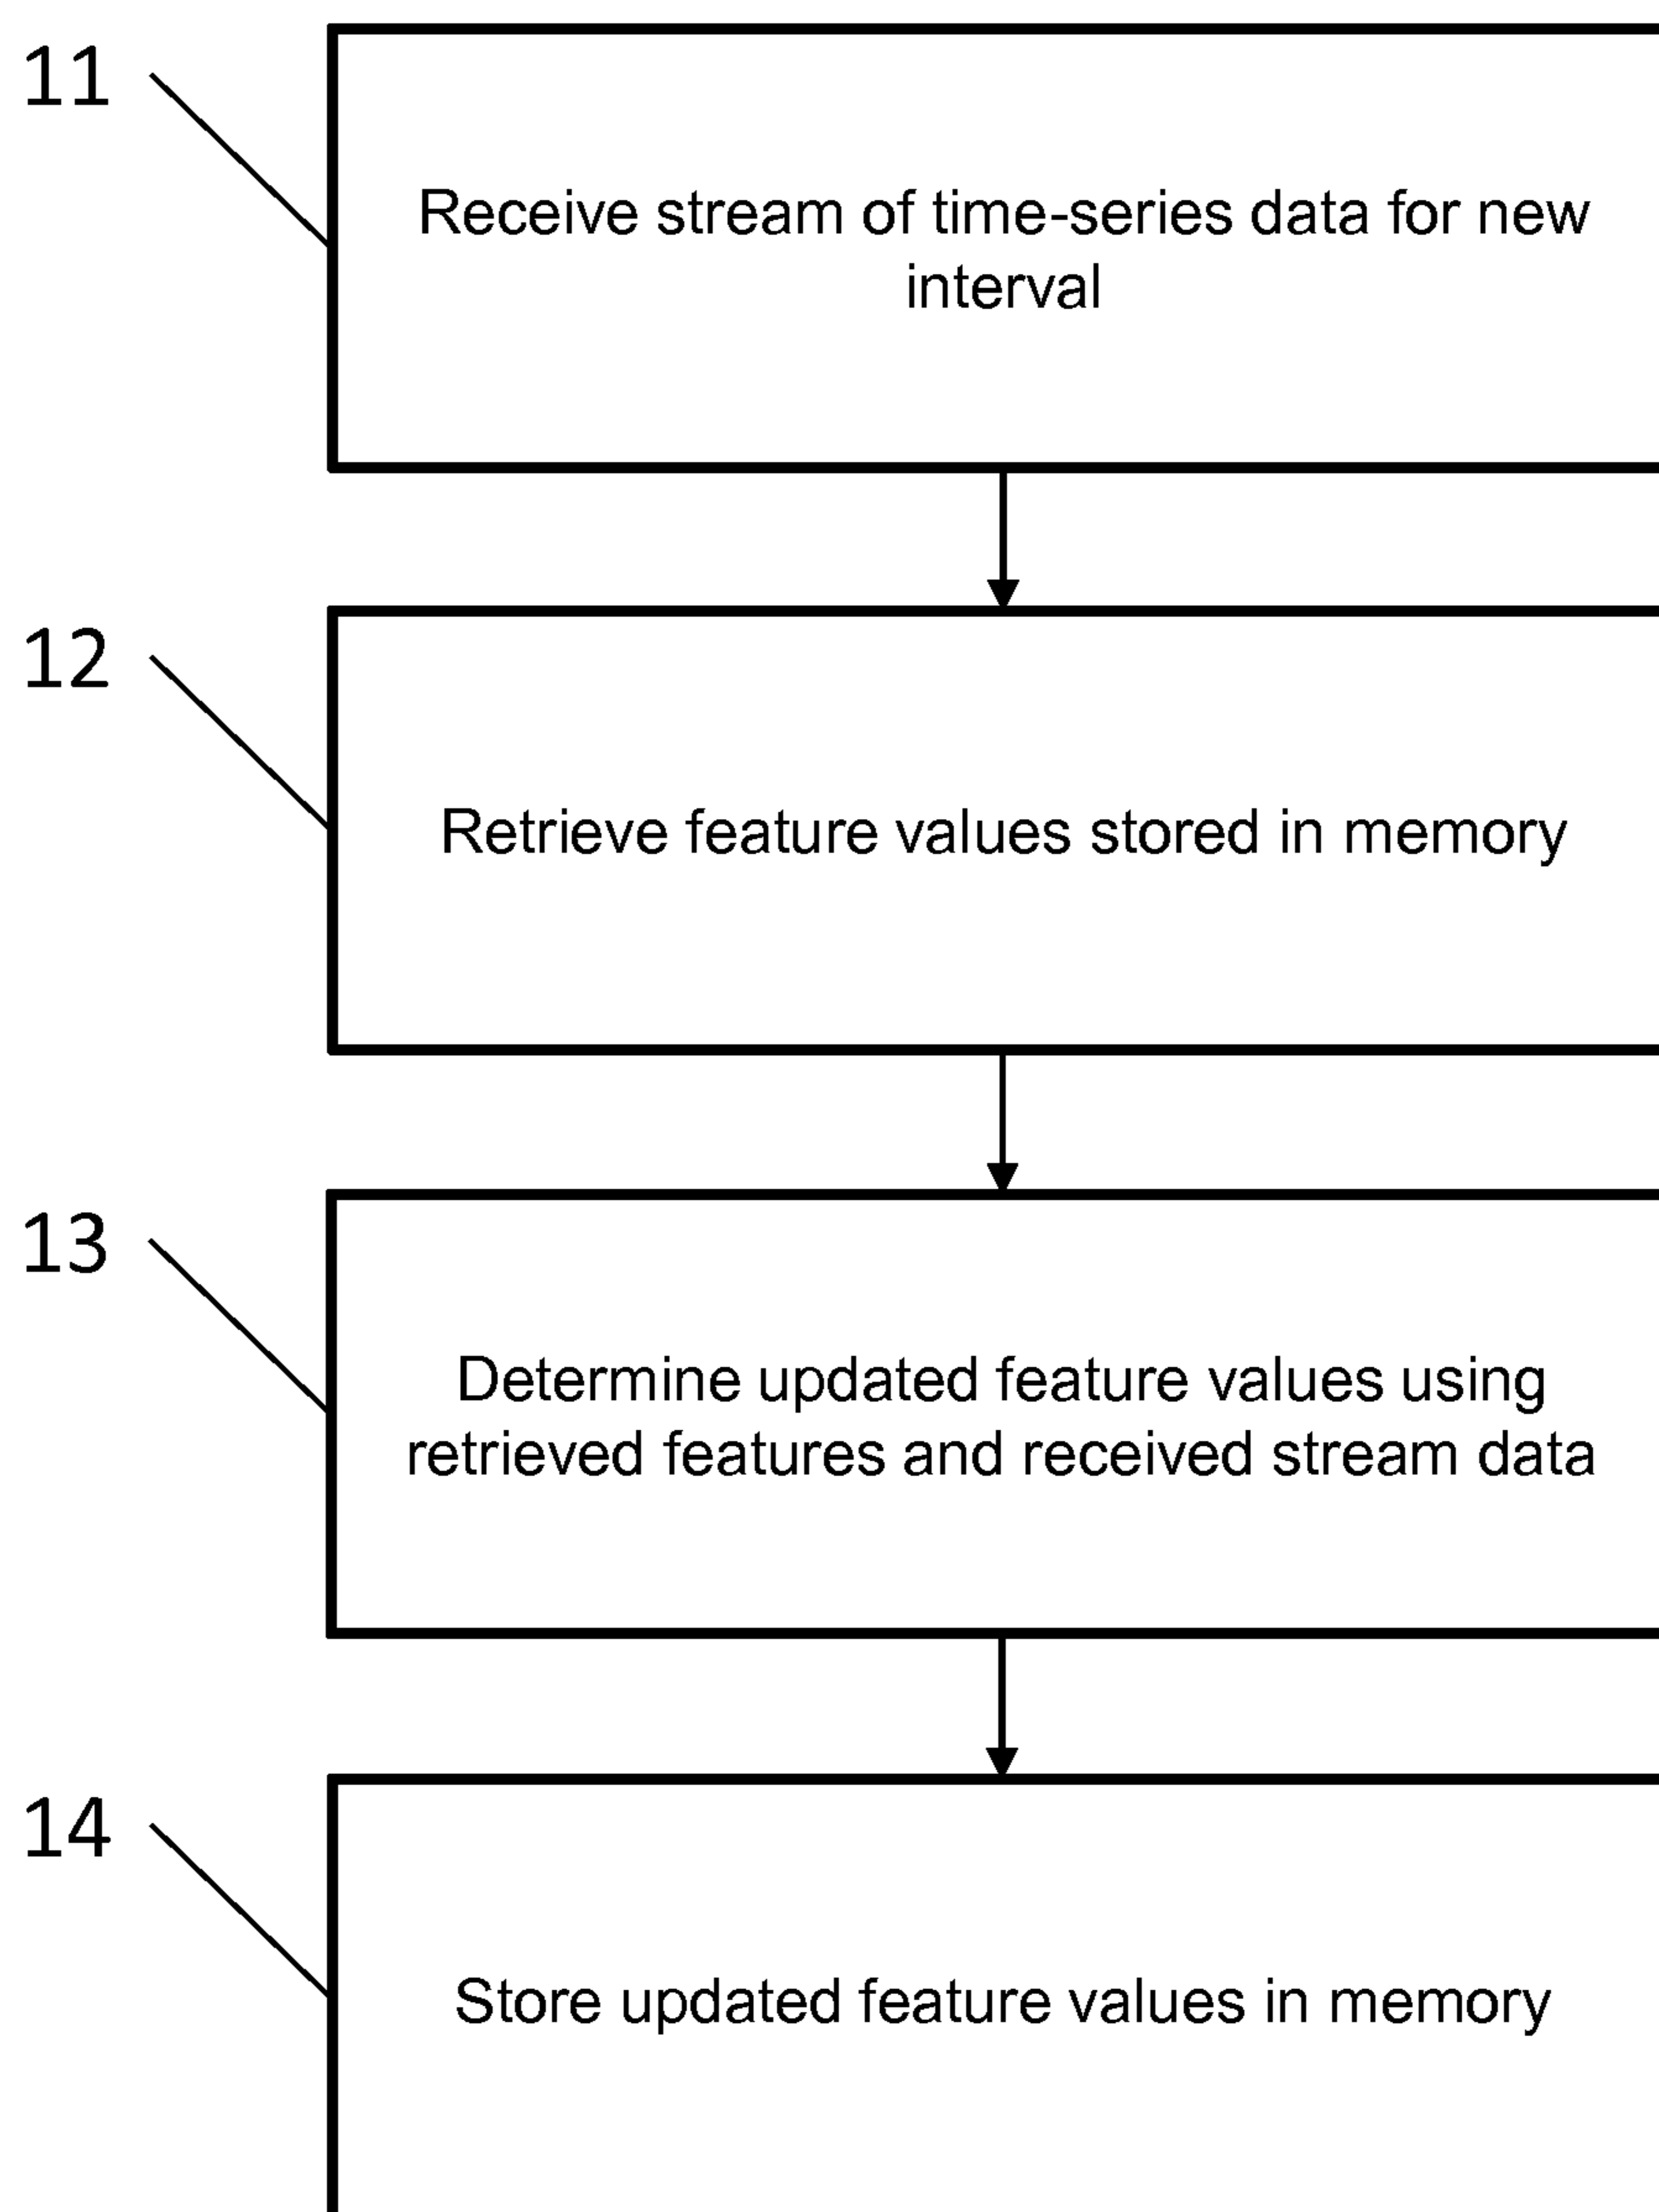 11
Receive stream of time-series data for new
interval
12
Retrieve feature values stored in memory
13
Determine updated feature values using
retrieved features and received stream data
14
Store updated feature values in memory